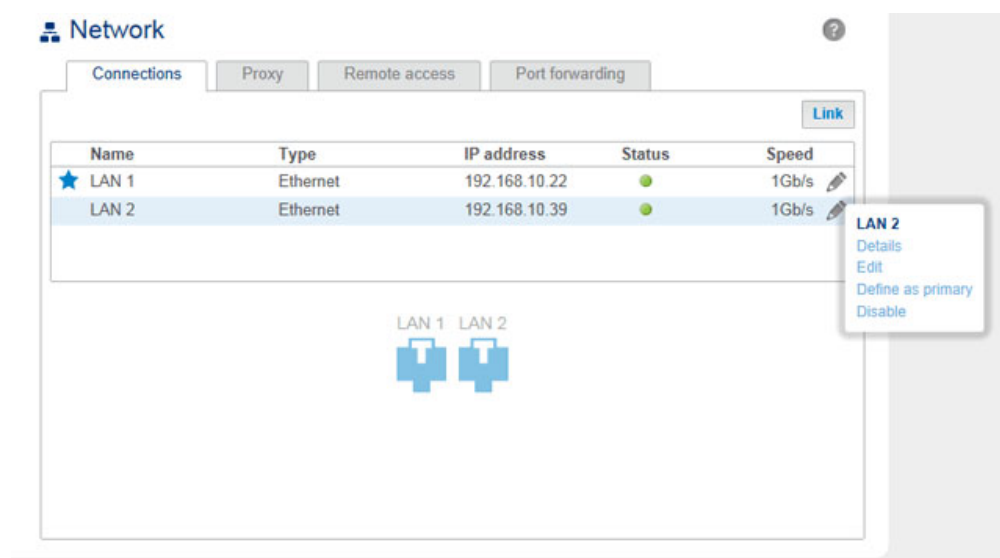 Network
?
Connections Proxy Remote access Port forwarding
Link
Name Type IP address Status Speed
LAN 1 Ethernet 192.168.10.22 1Gb/s
LAN 2 Ethernet 192.168.10.39 1Gb/s
LAN 2
Details
Edit
Define as primary
Disable
LAN 1 LAN 2